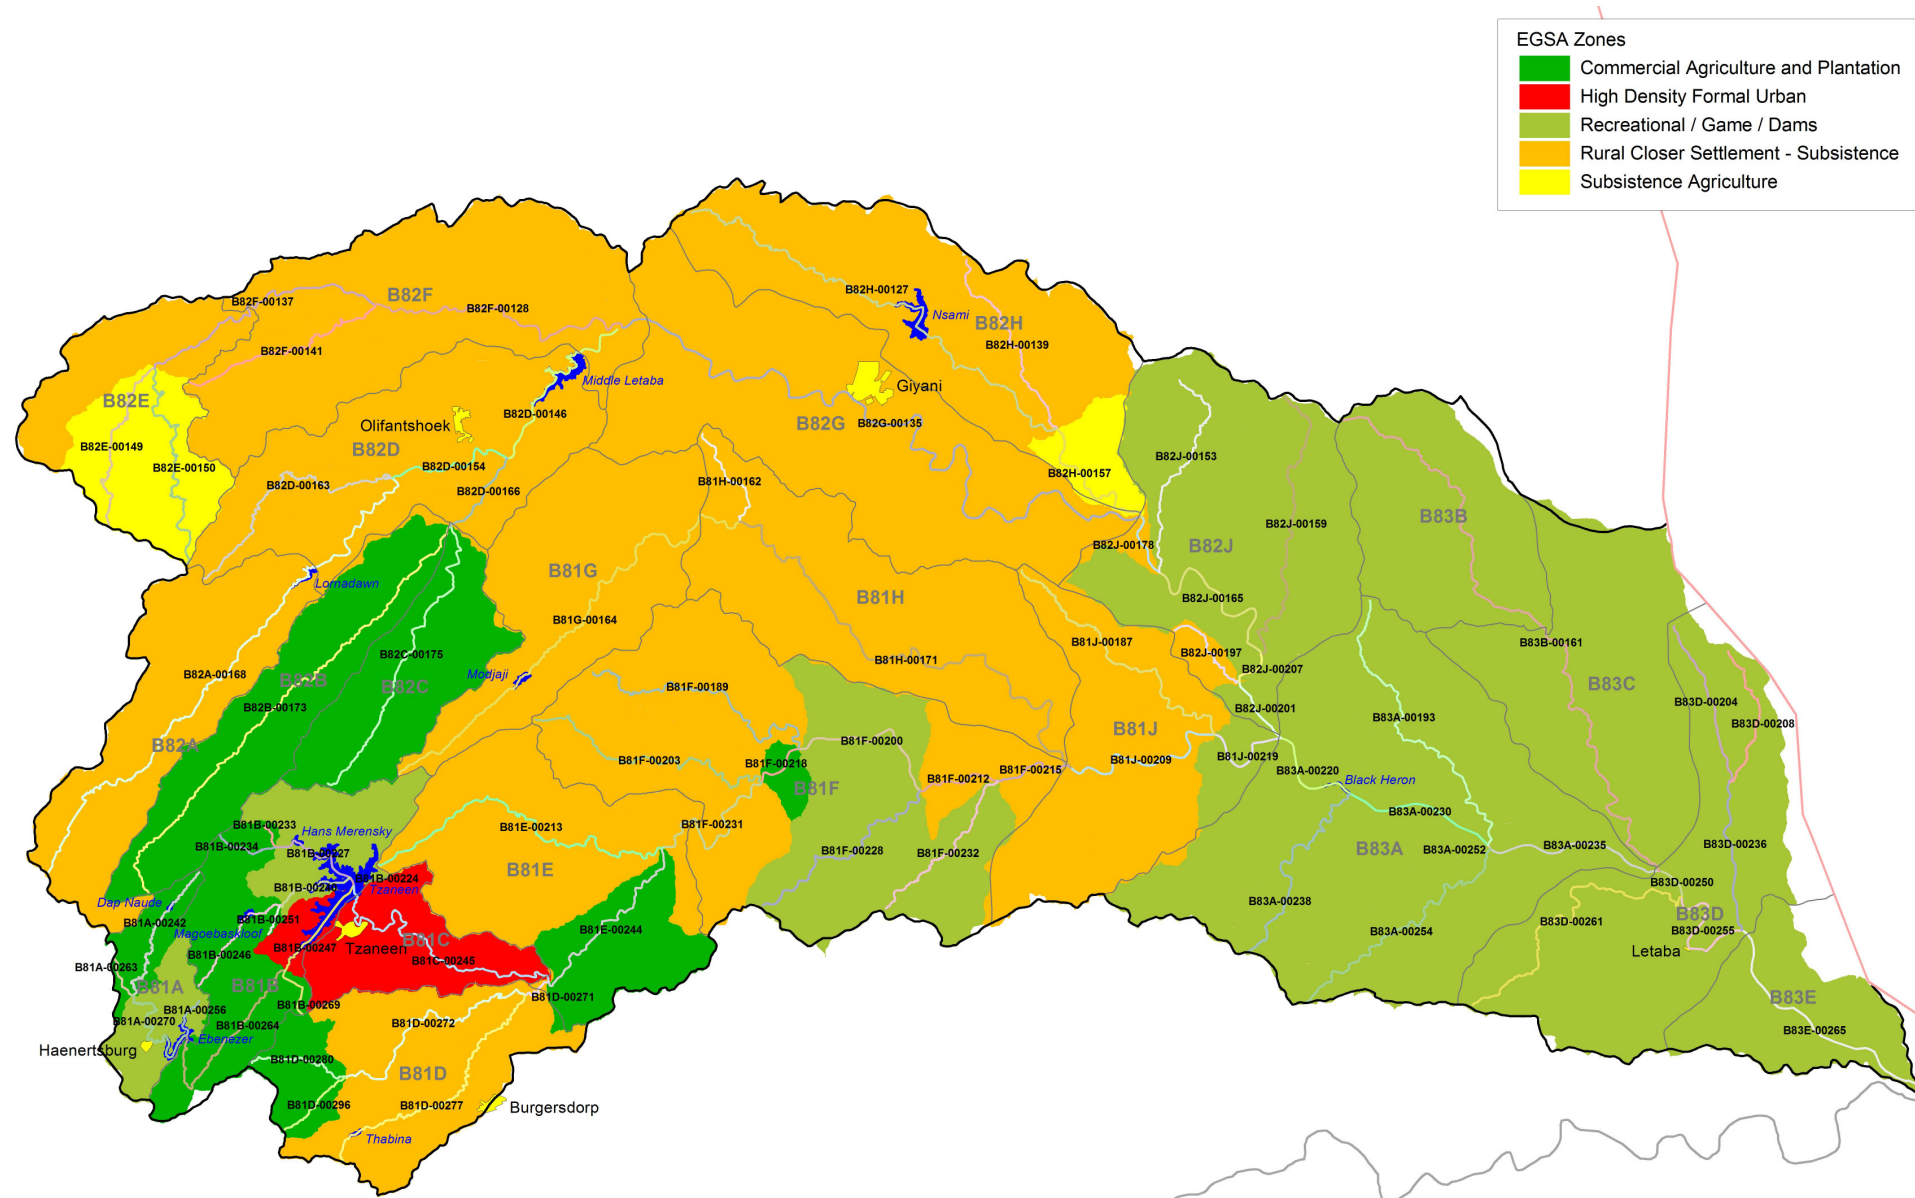 EGSA Zones
Commercial Agriculture and Plantation
High Density Formal Urban
Recreational / Game / Dams
Rural Closer Settlement - Subsistence
Subsistence Agriculture
B82F-00137
B82F
B82F-00128
B82F-00141
B82H-00127
Nsami
B82H
B82H-00139
Middle Letaba
Giyani
B82E
B82D-00146
Olifantshoek
B82G
B82G-00135
B82E-00149
B82D
B82E-00150
B82D-00154
B82D-00163
B82D-00166
B81H-00162
B82H-00157
B82J-00153
B82J-00159
B83B
B82J-00178
B82J
B81G
Lornadawn
B81H
B82J-00165
B81G-00164
B81J-00187
B83B-00161
B82C-00175
B82J-00197
B81H-00171
B82J-00207
B82A-00168
Modjaji
B82B
B82C
B81F-00189
B83C
B82B-00173
B82J-00201
B83A-00193
B83D-00204
B83D-00208
B82A
B81J
B81F-00200
B81F-00203
B81F-00218
B81J-00209
B81J-00219
B81F-00215
B83A-00220
B81F-00212
Black Heron
B81F
B83A-00230
B81B-00233
Hans Merensky
B81E-00213
B81F-00231
B81B-00234
B81B-00227
B81F-00228
B81F-00232
B83A
B83A-00252
B83A-00235
B83D-00236
B81E
B81B-00224
B81B-00240
Tzaneen
B83D-00250
Dap Naude
B81A-00242
B81B-00251
Magoebaskloof
B83A-00238
B83D
B83D-00261
B83D-00255
B81E-00244
B83A-00254
B81B-00247
Tzaneen
B81C
B81B-00246
B81C-00245
Letaba
B81A-00263
B81A
B81B
B81D-00271
B83E
B81B-00269
B81A-00256
B81A-00270
B81B-00264
B81D-00272
B83E-00265
Ebenezer
Haenertsburg
B81D-00280
B81D
B81D-00296
B81D-00277
Burgersdorp
Thabina